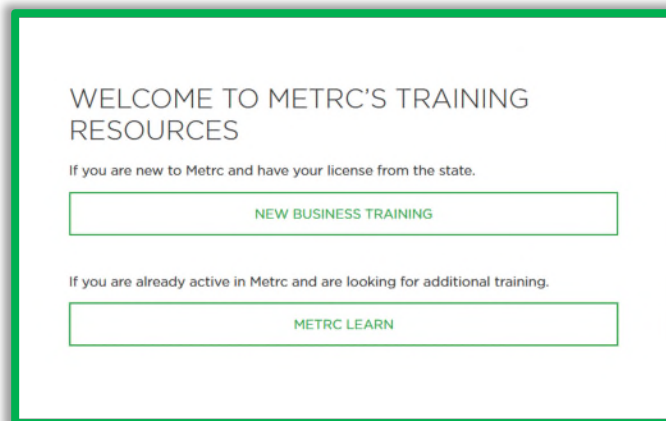 WELCOME TO METRC'S TRAINING
RESOURCES
If you are new to Metrc and have your license from the state.
NEW BUSINESS TRAINING
If you are already active in Metrc and are looking for additional training.
METRC LEARN